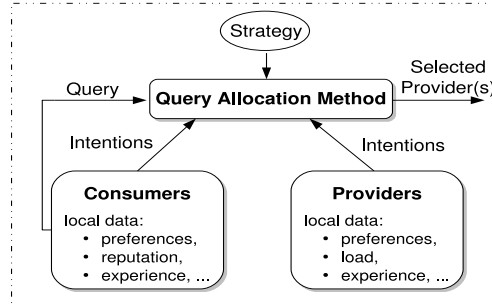 Strategy
Selected
Provider(s)
Query
Query Allocation Method
Intentions
Intentions
Consumers
local data:
• preferences,
• reputation,
• experience, ...
Providers
local data:
• preferences,
• load,
• experience, ...